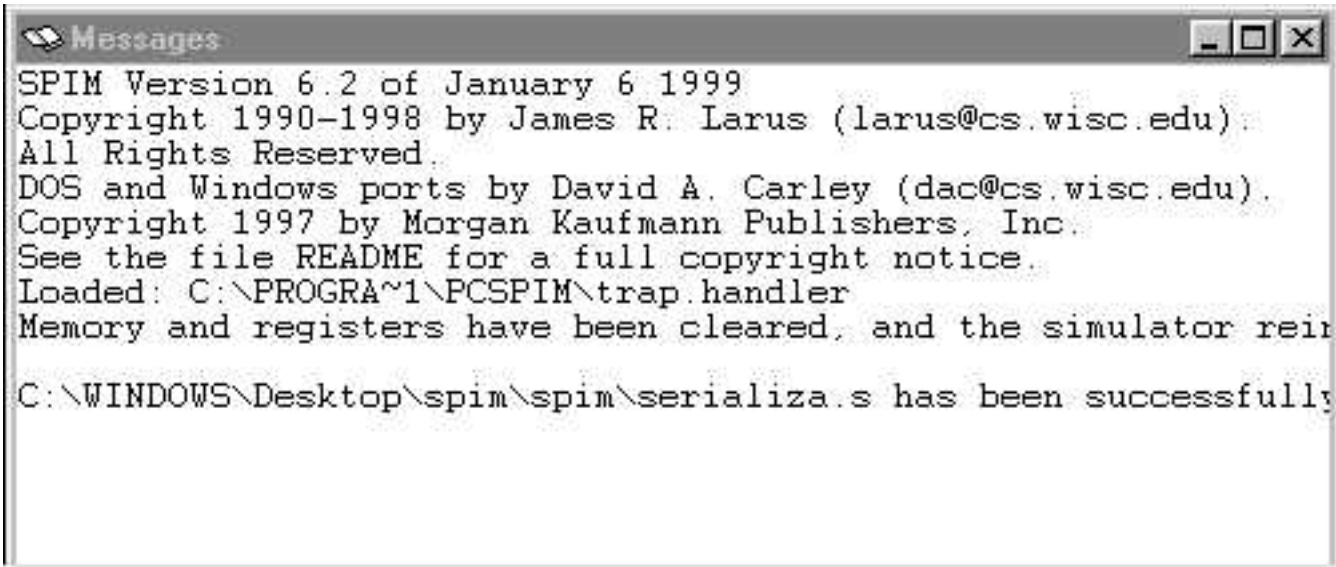 Messages
SPIM Version 6.2 of January 6 1999
Copyright 1990-1998 by James R. Larus (larus@cs.wisc.edu).
All Rights Reserved.
DOS and Windows ports by David A. Carley (dac@cs.wisc.edu).
Copyright 1997 by Morgan Kaufmann Publishers, Inc.
See the file README for a full copyright notice.
Loaded: C:\PROGRA~1\PCSPIM\trap.handler
Memory and registers have been cleared, and the simulator
C:\WINDOWS\Desktop\spim\spim\serializa.s has been successfully